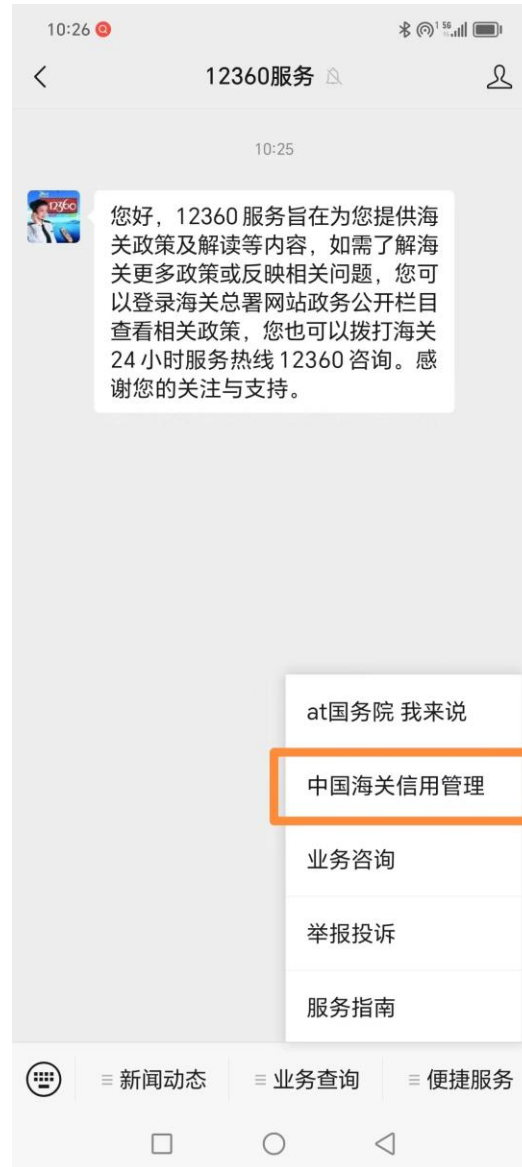 10:26
5G
12360服务
10:25
12360
您好，12360 服务旨在为您提供海
关政策及解读等内容，如需了解海
关更多政策或反映相关问题，您可
以登录海关总署网站政务公开栏目
查看相关政策，您也可以拨打海关
24 小时服务热线 12360 咨询。感
谢您的关注与支持。
at国务院 我来说
中国海关信用管理
业务咨询
举报投诉
服务指南
新闻动态
业务查询
便捷服务